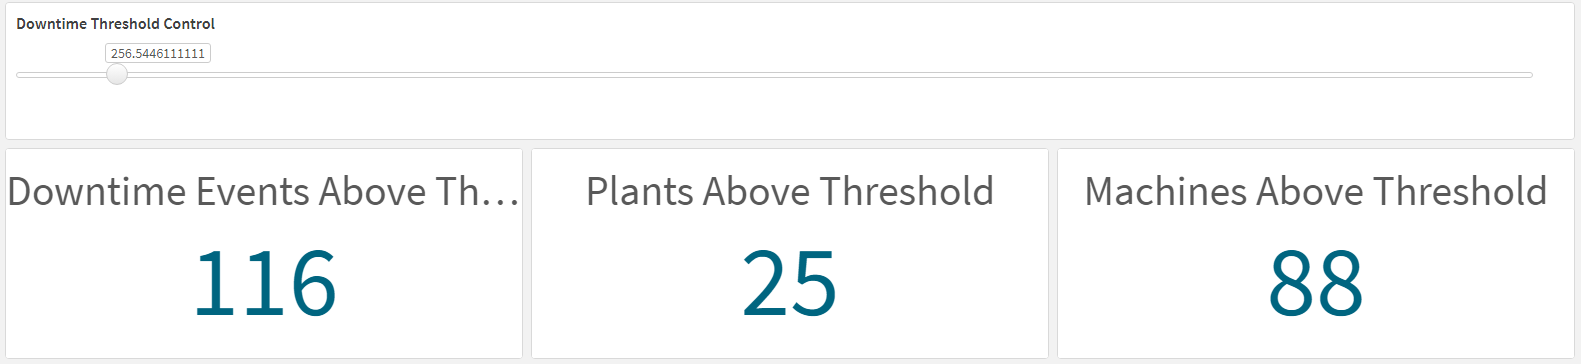 Downtime Threshold Control
256.5446111111
Downtime Events Above Th...
Plants Above Threshold
Machines Above Threshold
116
25
88